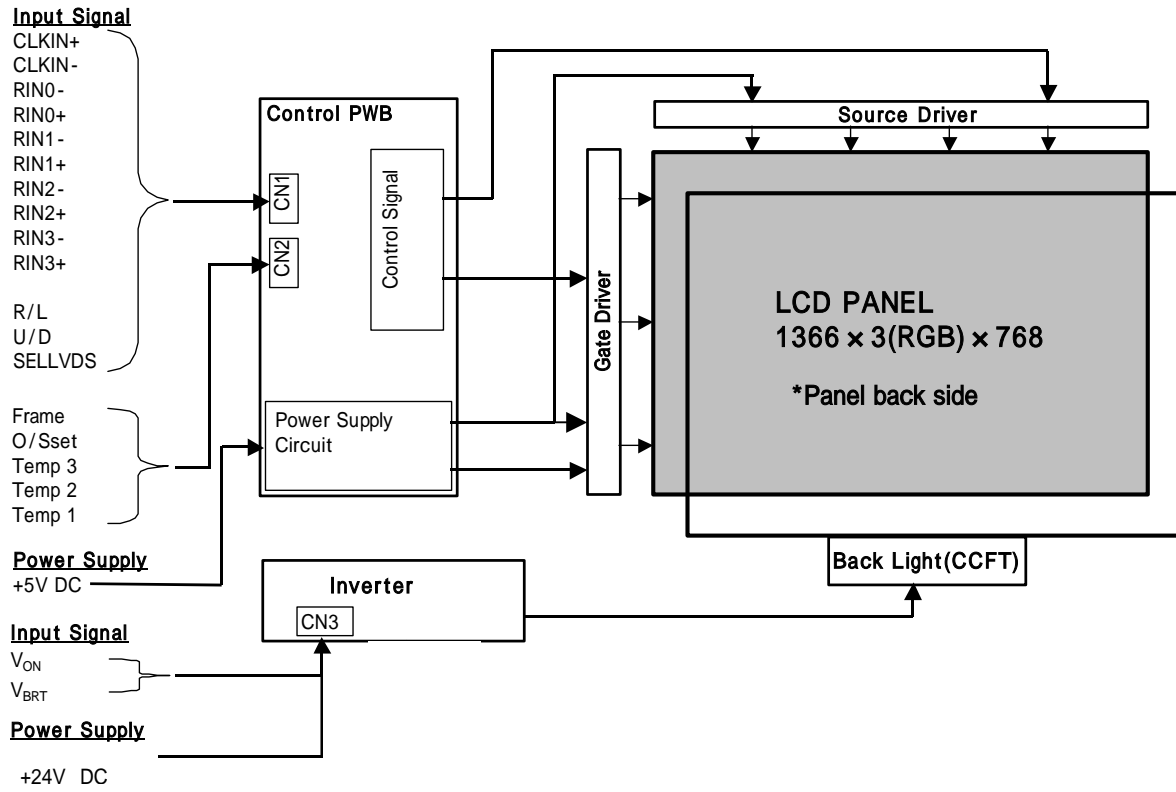 Input Signal
CLKIN+
CLKIN-
RIN0-
RIN0+
RIN1-
RIN1+
RIN2-
RIN2+
RIN3-
RIN3+
R/L
U/D
SELLVDS
Frame
O/Sset
Temp 3
Temp 2
Temp 1
Power Supply
+5V DC
Input Signal
VON
VBRT
Power Supply
+24V DC
Control PWB
CN1
CN2
Control Signal
Power Supply
Circuit
Inverter
CN3
Gate Driver
Source Driver
LCD PANEL
1366 × 3(RGB) × 768
*Panel back side
Back Light(CCFT)